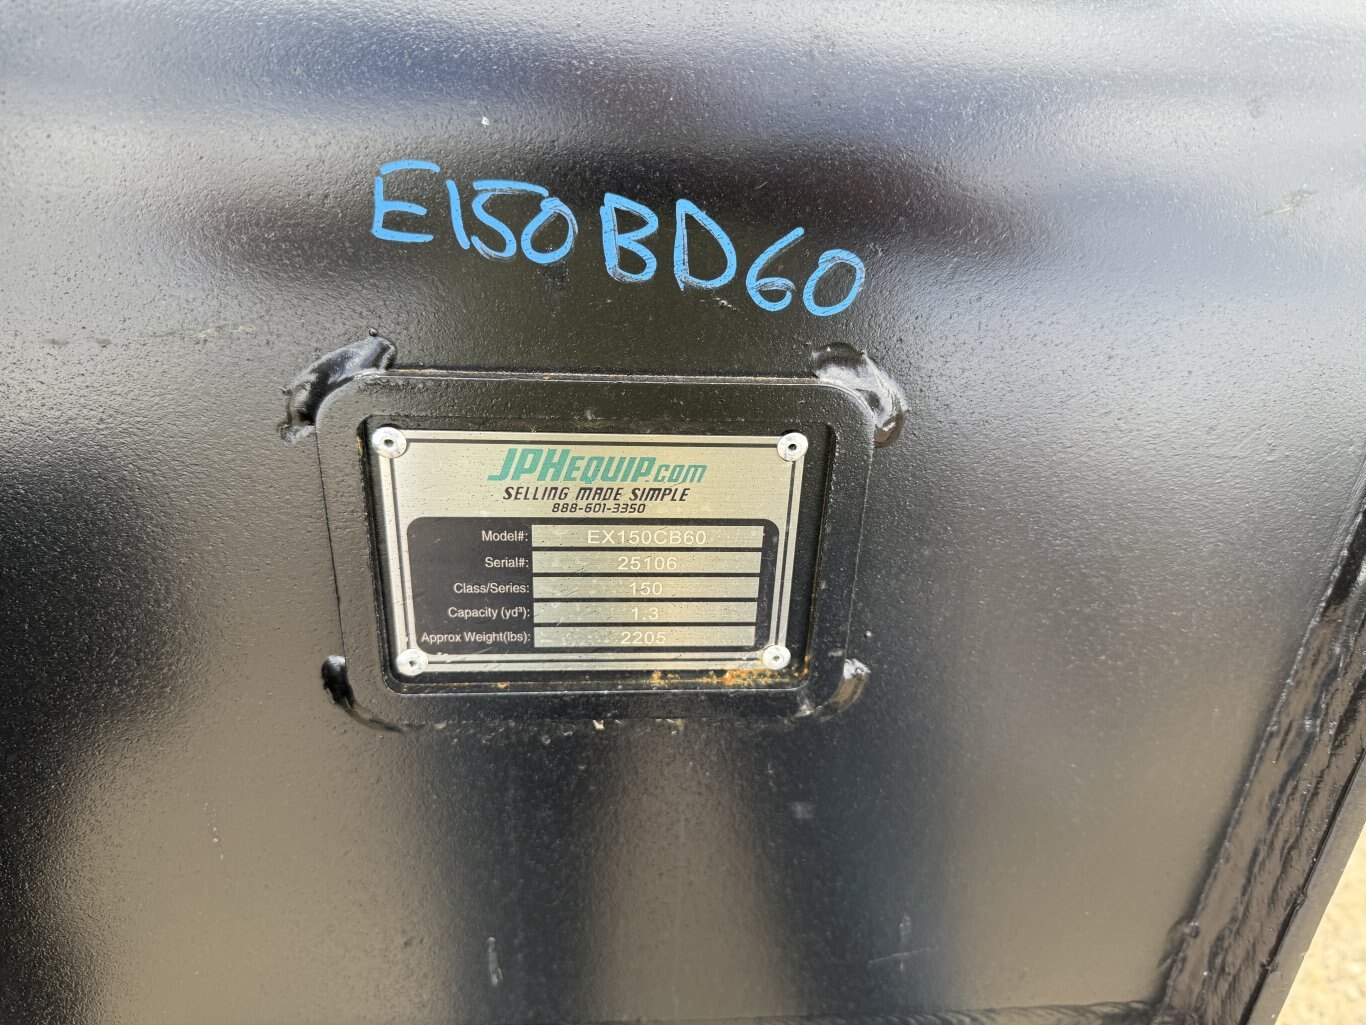 E150BD60
JPHEQUIP.COM
SELLING MADE SIMPLE
888-601-3350
Model#: EX150CB60
Serial#: 25106
Class/Series: 150
Capacity (yd³): 1.3
Approx Weight(lbs): 2205